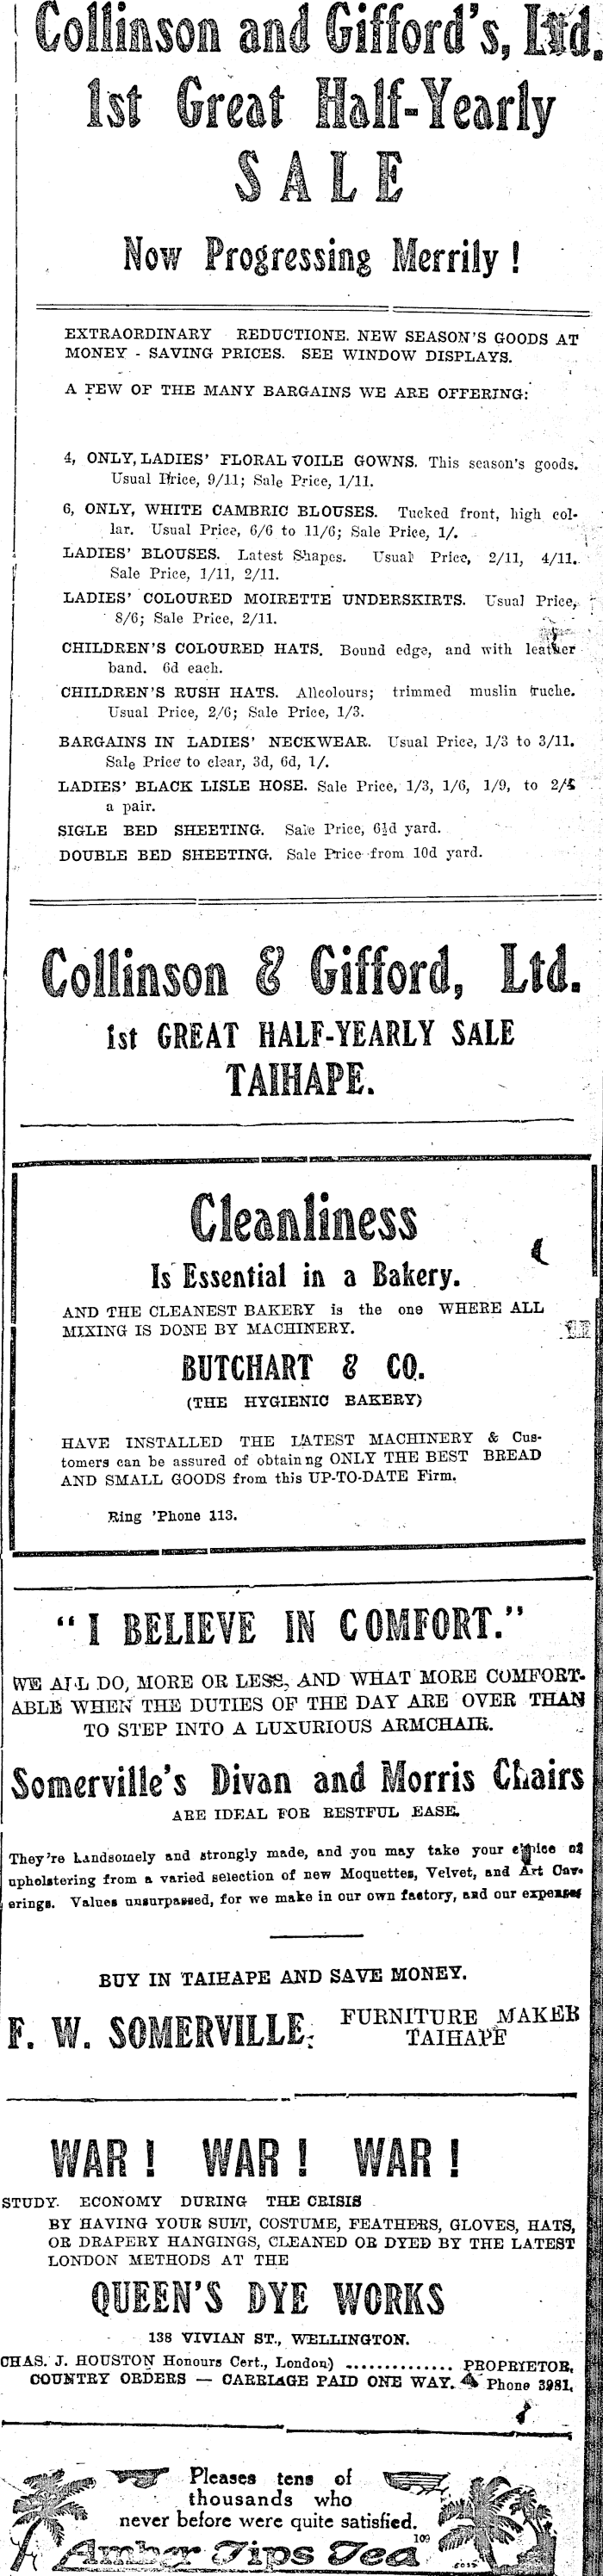 Collinson and Gifford's, Ltd.
1st Great Half-Yearly
SALE
Now Progressing Merrily !
EXTRAORDINARY REDUCTIONE. NEW SEASON'S GOODS AT
MONEY - SAVING PRICES. SEE WINDOW DISPLAYS.
A FEW OF THE MANY BARGAINS WE ARE OFFERING:
4, ONLY, LADIES' FLORAL VOILE GOWNS. This season's goods.
Usual Price, 9/11; Sale Price, 1/11.
6, ONLY, WHITE CAMBRIC BLOUSES. Tucked front, high col-
lar. Usual Price, 6/6 to 11/6; Sale Price, 1/.
LADIES' BLOUSES. Latest Shapes. Usual Price, 2/11, 4/11.
Sale Price, 1/11, 2/11.
LADIES' COLOURED MOIRETTE UNDERSKIRTS. Usual Price,
8/6; Sale Price, 2/11.
CHILDREN'S COLOURED HATS. Bound edge, and with leather
band. 6d each.
CHILDREN'S RUSH HATS. Allcolours; trimmed muslin truche.
Usual Price, 2/6; Sale Price, 1/3.
BARGAINS IN LADIES' NECKWEAR. Usual Price, 1/3 to 3/11.
Sale Price to clear, 3d, 6d, 1/.
LADIES' BLACK LISLE HOSE. Sale Price, 1/3, 1/6, 1/9, to
a pair.
SIGLE BED SHEETING. Sale Price, 6½d yard.
DOUBLE BED SHEETING. Sale Price from 10d yard.
Collinson & Gifford, Ltd.
1st GREAT HALF-YEARLY SALE
TAIHAPE.
Cleanliness
Is Essential in a Bakery.
AND THE CLEANEST BAKERY is the one WHERE ALL
MIXING IS DONE BY MACHINERY.
BUTCHART & CO.
(THE HYGIENIC BAKERY)
HAVE INSTALLED THE LATEST MACHINERY & Cus-
tomers can be assured of obtainng ONLY THE BEST BREAD
AND SMALL GOODS from this UP-TO-DATE Firm.
Ring 'Phone 113.
"I BELIEVE IN COMFORT."
WE ALL DO, MORE OR LESS, AND WHAT MORE COMFORT-
ABLE WHEN THE DUTIES OF THE DAY ARE OVER THAN
TO STEP INTO A LUXURIOUS ARMCHAIR.
Somerville's Divan and Morris Chairs
ARE IDEAL FOR RESTFUL EASE.
They're handsomely and strongly made, and you may take your choice of
upholstering from a varied selection of new Moquettes, Velvet, and Art Cov-
erings. Values unsurpassed, for we make in our own factory, and our expenses
BUY IN TAIHAPE AND SAVE MONEY.
F. W. SOMERVILLE, FURNITURE MAKER
TAIHAPE
WAR ! WAR ! WAR !
STUDY ECONOMY DURING THE CRISIS
BY HAVING YOUR SUIT, COSTUME, FEATHERS, GLOVES, HATS,
OR DRAPERY HANGINGS, CLEANED OR DYED BY THE LATEST
LONDON METHODS AT THE
QUEEN'S DYE WORKS
138 VIVIAN ST., WELLINGTON.
CHAS. J. HOUSTON Honours Cert., London) .............. PROPRIETOR.
COUNTRY ORDERS — CARRIAGE PAID ONE WAY. Phone 3981.
Pleases tens of
thousands who
never before were quite satisfied.
Amber Tips Tea 109